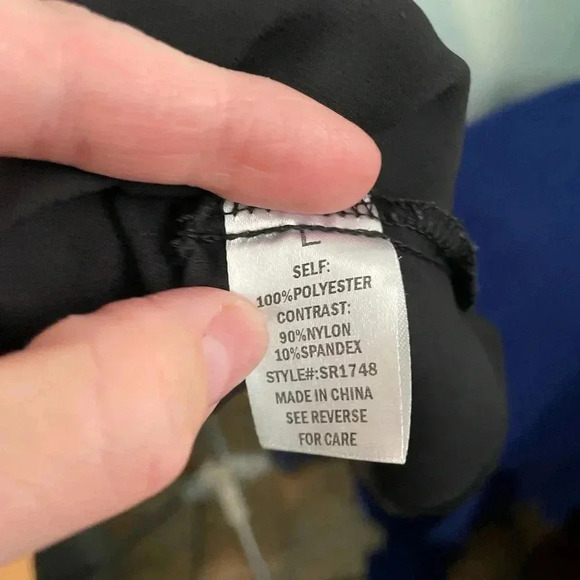 L
SELF:
100%POLYESTER
CONTRAST:
90%NYLON
10%SPANDEX
STYLE#:SR1748
MADE IN CHINA
SEE REVERSE
FOR CARE